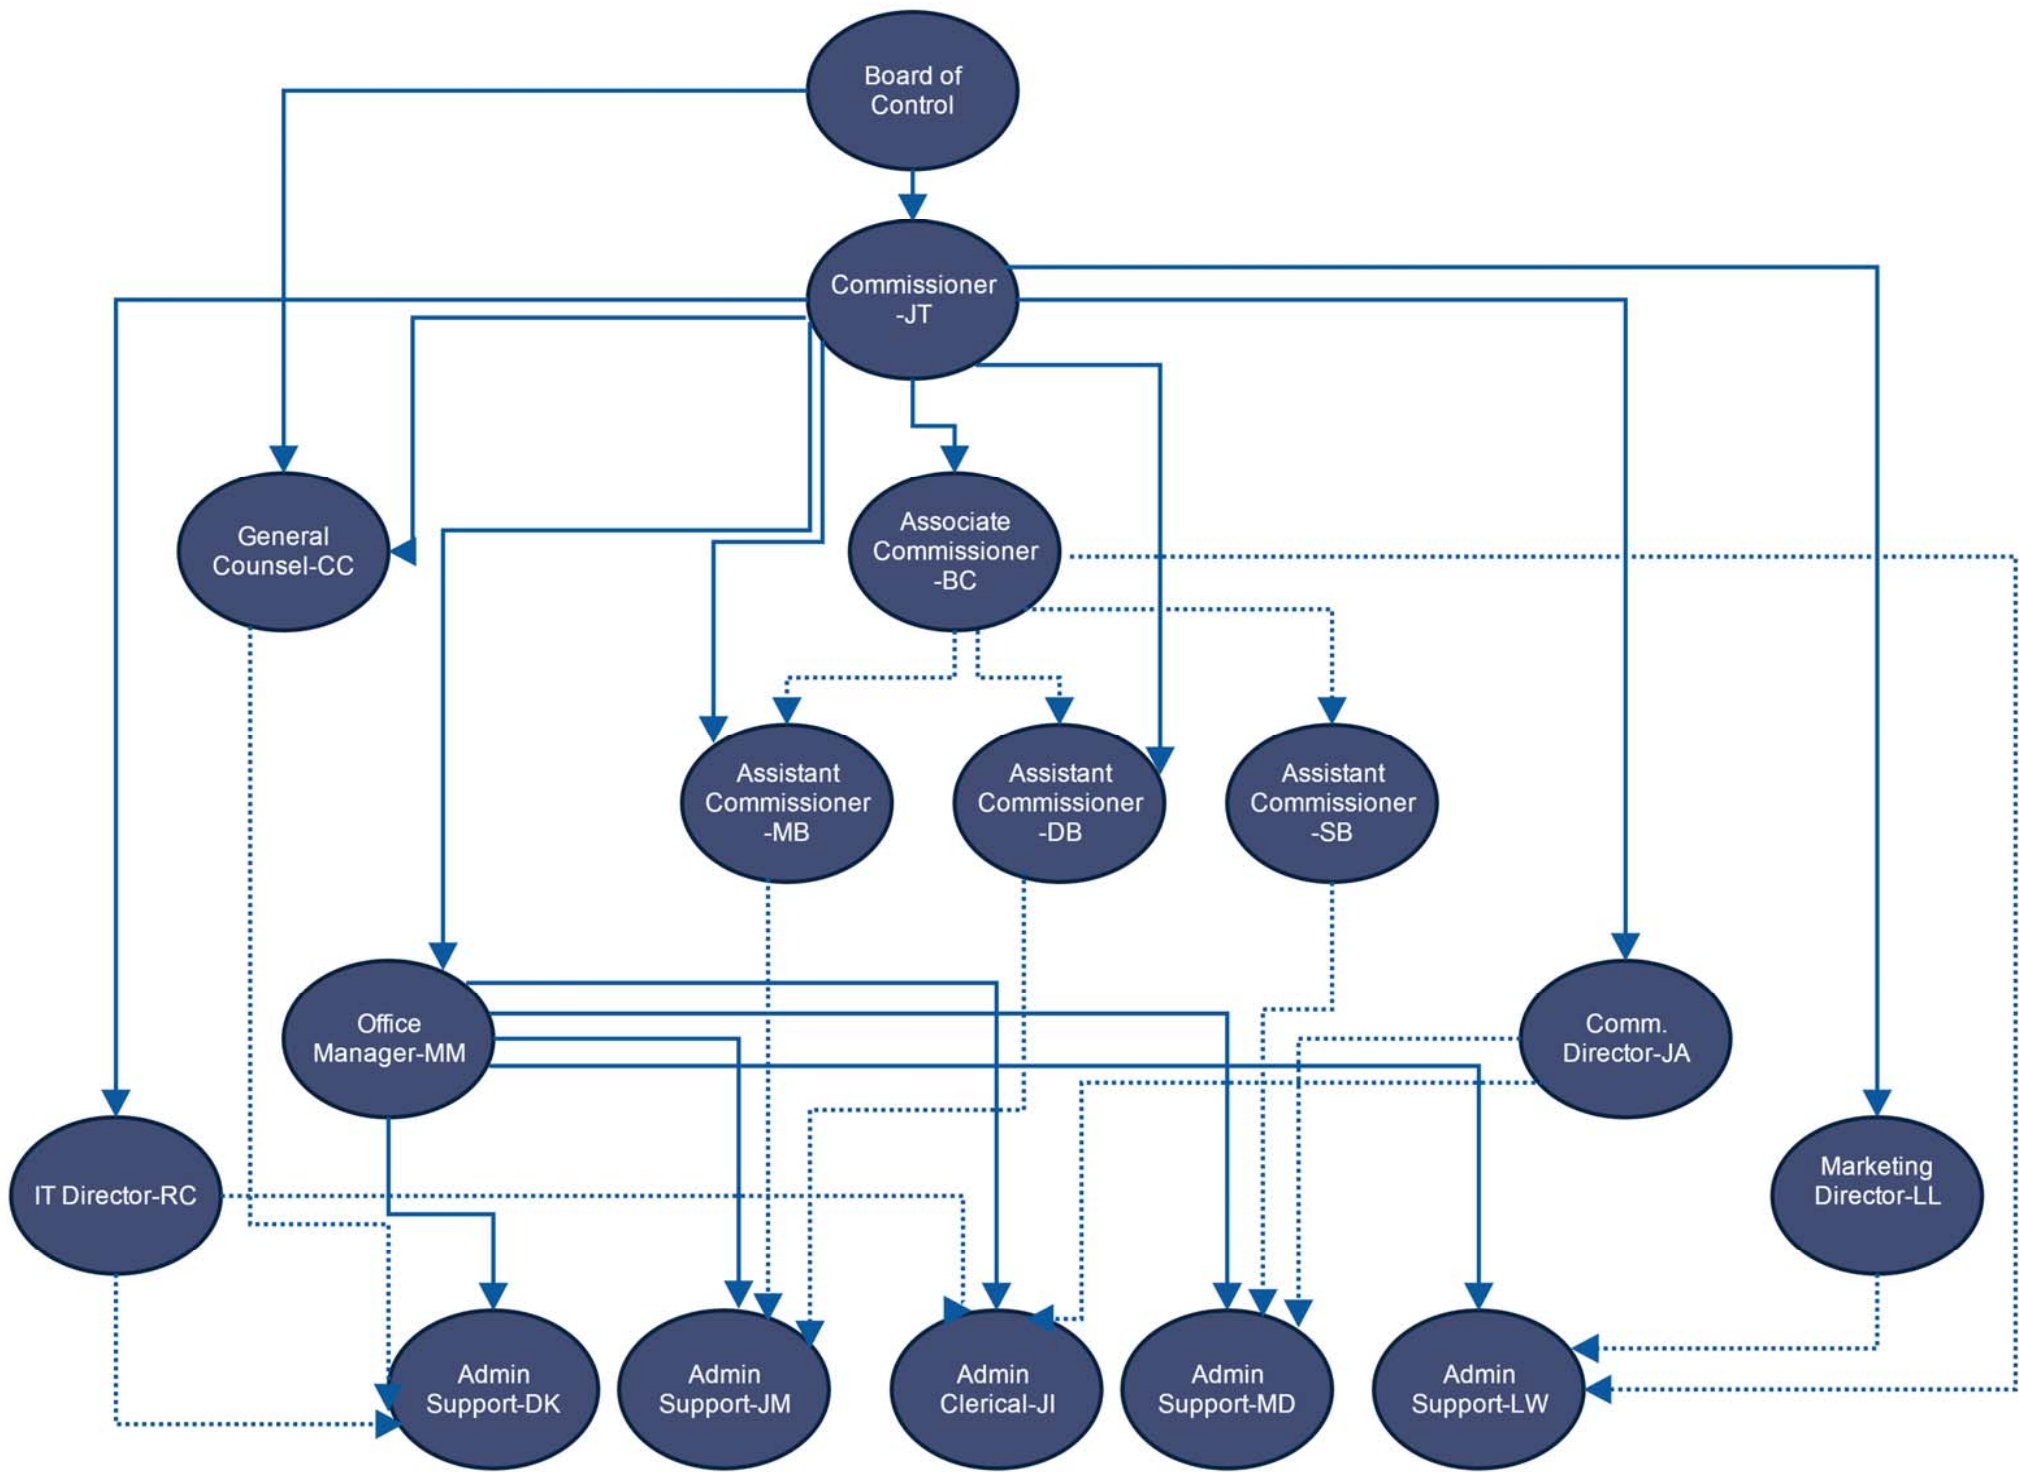 Board of
Control
Commissioner
-JT
General
Counsel-CC
Associate
Commissioner
-BC
Assistant
Commissioner
-MB
Assistant
Commissioner
-DB
Assistant
Commissioner
-SB
Office
Manager-MM
Comm.
Director-JA
IT Director-RC
Marketing
Director-LL
Admin
Support-DK
Admin
Support-JM
Admin
Clerical-JI
Admin
Support-MD
Admin
Support-LW